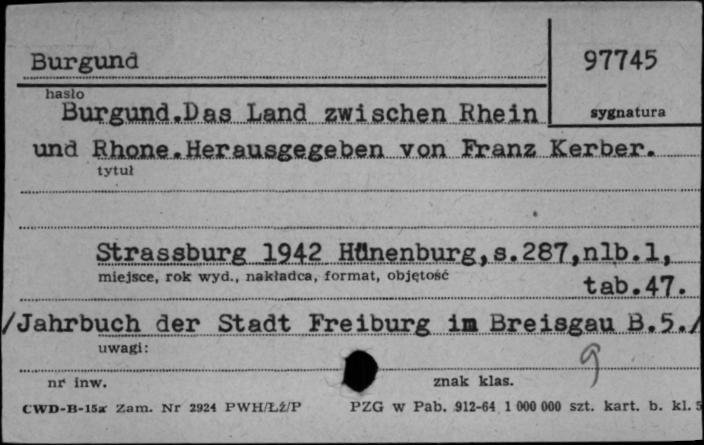 Burgund
97745
hasło
sygnatura
Burgund.Das Land zwischen Rhein
und Rhone.Herausgegeben von Franz Kerber.
tytuł
Strassburg 1942 Hünenburg,s.287,nlb.1,
miejsce, rok wyd., nakładca, format, objętość
tab.47.
/Jahrbuch der Stadt Freiburg im Breisgau B.5./
uwagi:
g
nr inw.
znak klas.
CWD-B-15a Zam. Nr 2924 PWH/Łż/P
PZG w Pab. 912-64 1 000 000 szt. kart. b. kl. 5